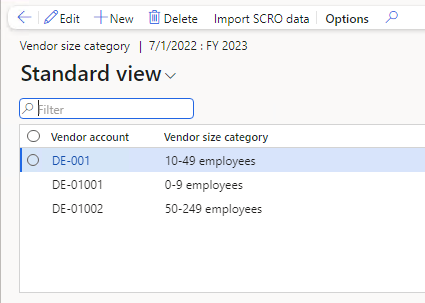 Edit New Delete Import SCRO data Options
Vendor size category | 7/1/2022 : FY 2023
Standard view
Filter
Vendor account Vendor size category
DE-001 10-49 employees
DE-01001 0-9 employees
DE-01002 50-249 employees